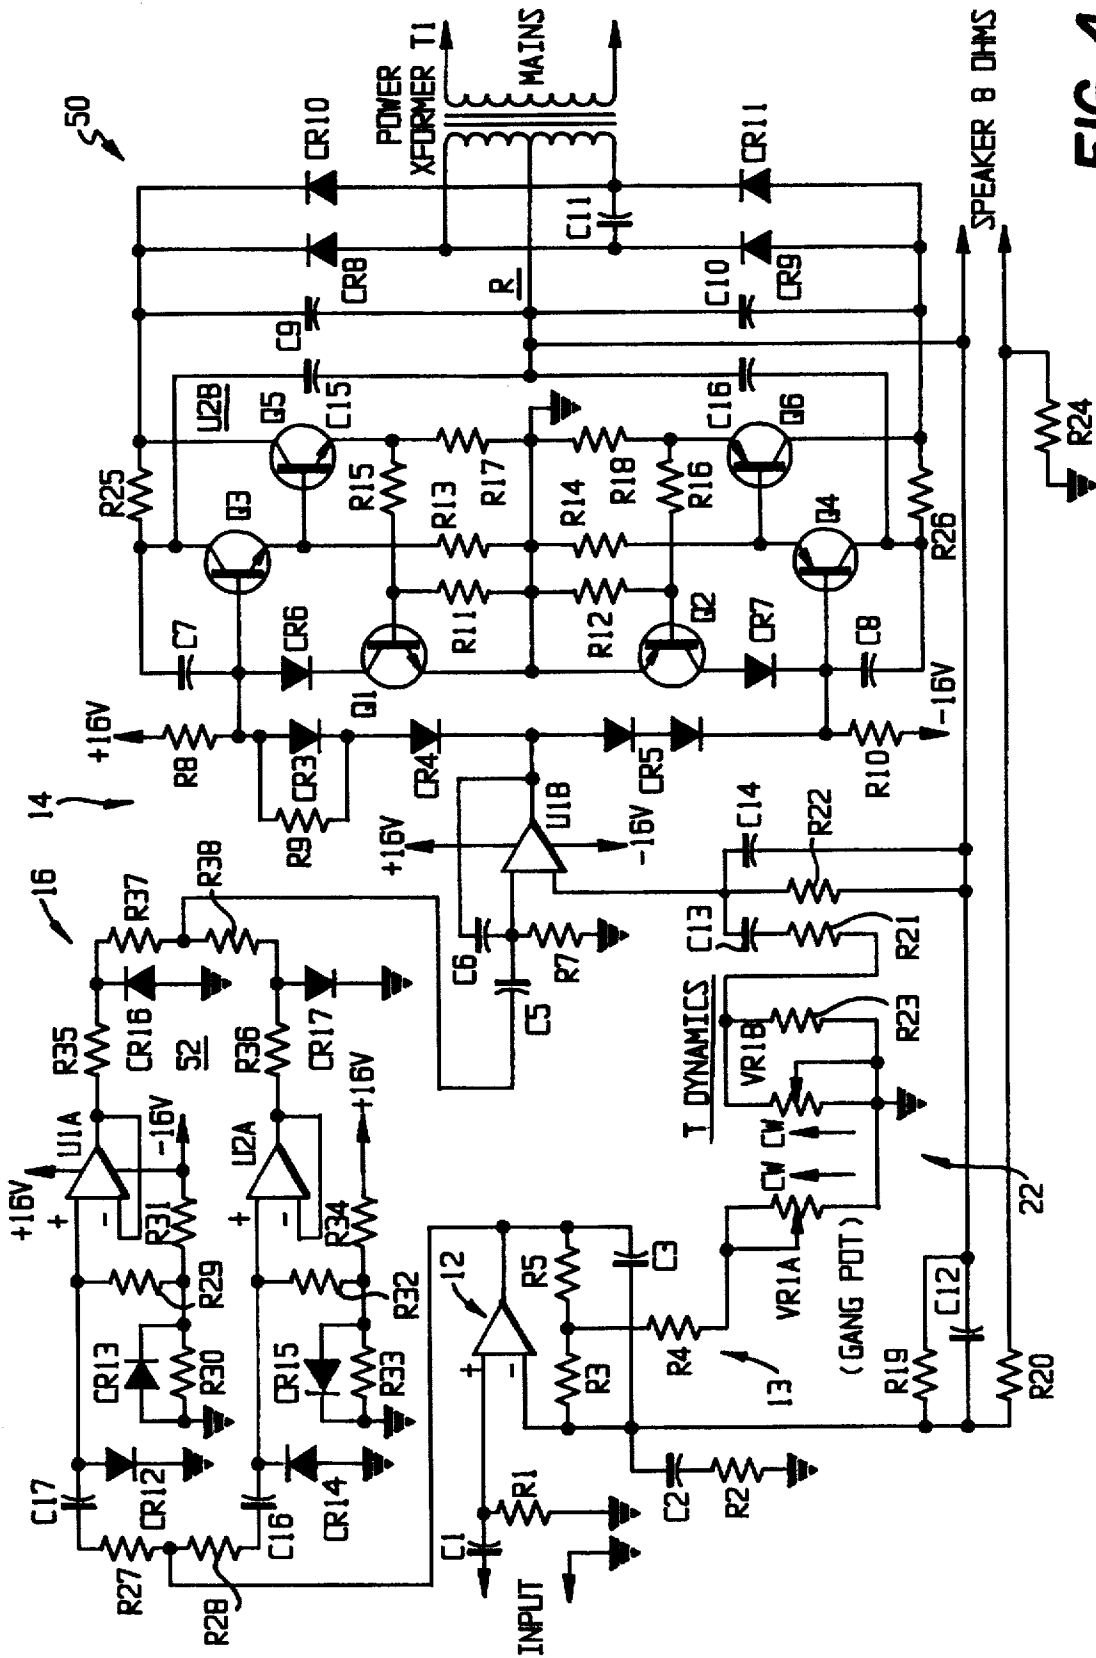 R28
R27
C17
+16V
U1A
16
14
+16V
50
C16
CR12
CR13
+
-
R35
R37
R8
C7
R25
CR14
R30
R29
R31
-16V
CR16
R38
R9
CR3
CR6
Q3
U2B
C9
CR8
CR10
POWER
XFORMER T1
CR15
+
-
U2A
52
R36
CR4
Q1
Q5
C15
R33
R32
R34
+16V
CR17
+16V
R11
R13
R15
R17
R
MAINS
INPUT
C1
R1
+
-
12
C6
C5
R7
U1B
-16V
CR5
R12
R14
R18
C11
R3
R5
C2
R2
R4
C3
C13
C14
R22
R10
CR7
Q2
R16
C16
C10
CR9
CR11
13
T DYNAMICS
C8
Q4
Q6
VR1A
CW
CW
VR1B
R23
R21
-16V
R26
(GANG POT)
R19
C12
22
R20
R24
SPEAKER 8 OHMS
FIG. 4